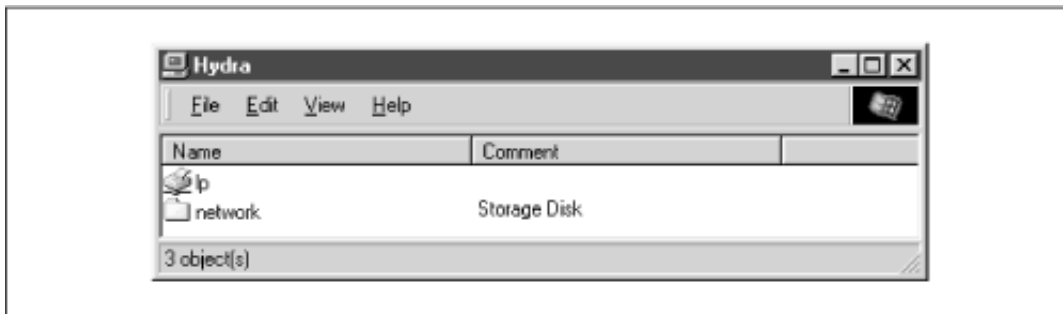 Hydra
File Edit View Help
Name Comment
lp
network Storage Disk
3 object(s)